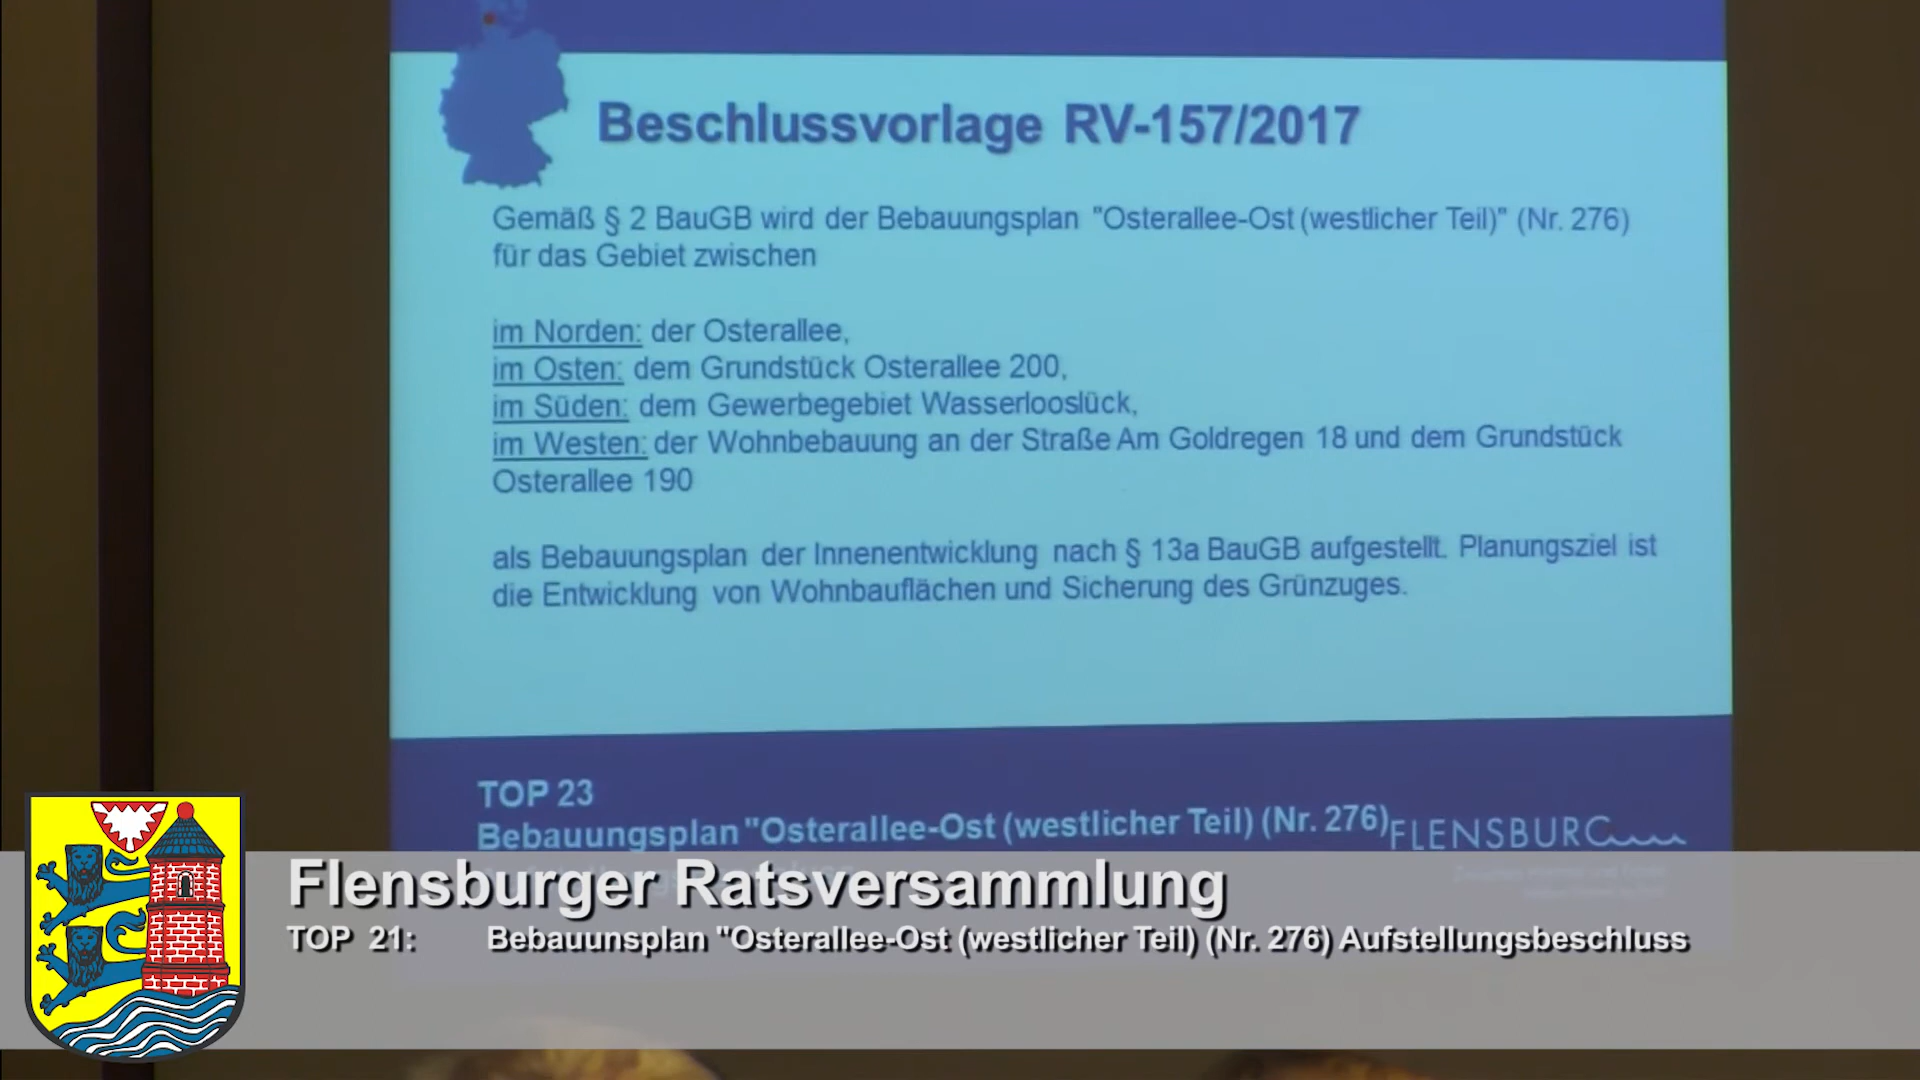 Beschlussvorlage RV-157/2017
Gemäß § 2 BauGB wird der Bebauungsplan "Osterallee-Ost (westlicher Teil)" (Nr. 276)
für das Gebiet zwischen
im Norden: der Osterallee,
im Osten: dem Grundstück Osterallee 200,
im Süden: dem Gewerbegebiet Wasserlooslück,
im Westen: der Wohnbebauung an der Straße Am Goldregen 18 und dem Grundstück
Osterallee 190
als Bebauungsplan der Innenentwicklung nach § 13a BauGB aufgestellt. Planungsziel ist
die Entwicklung von Wohnbauflächen und Sicherung des Grünzuges.
TOP 23
Bebauungsplan "Osterallee-Ost (westlicher Teil) (Nr. 276)
FLENSBURG
Flensburger Ratsversammlung
TOP 21: Bebauunsplan "Osterallee-Ost (westlicher Teil) (Nr. 276) Aufstellungsbeschluss